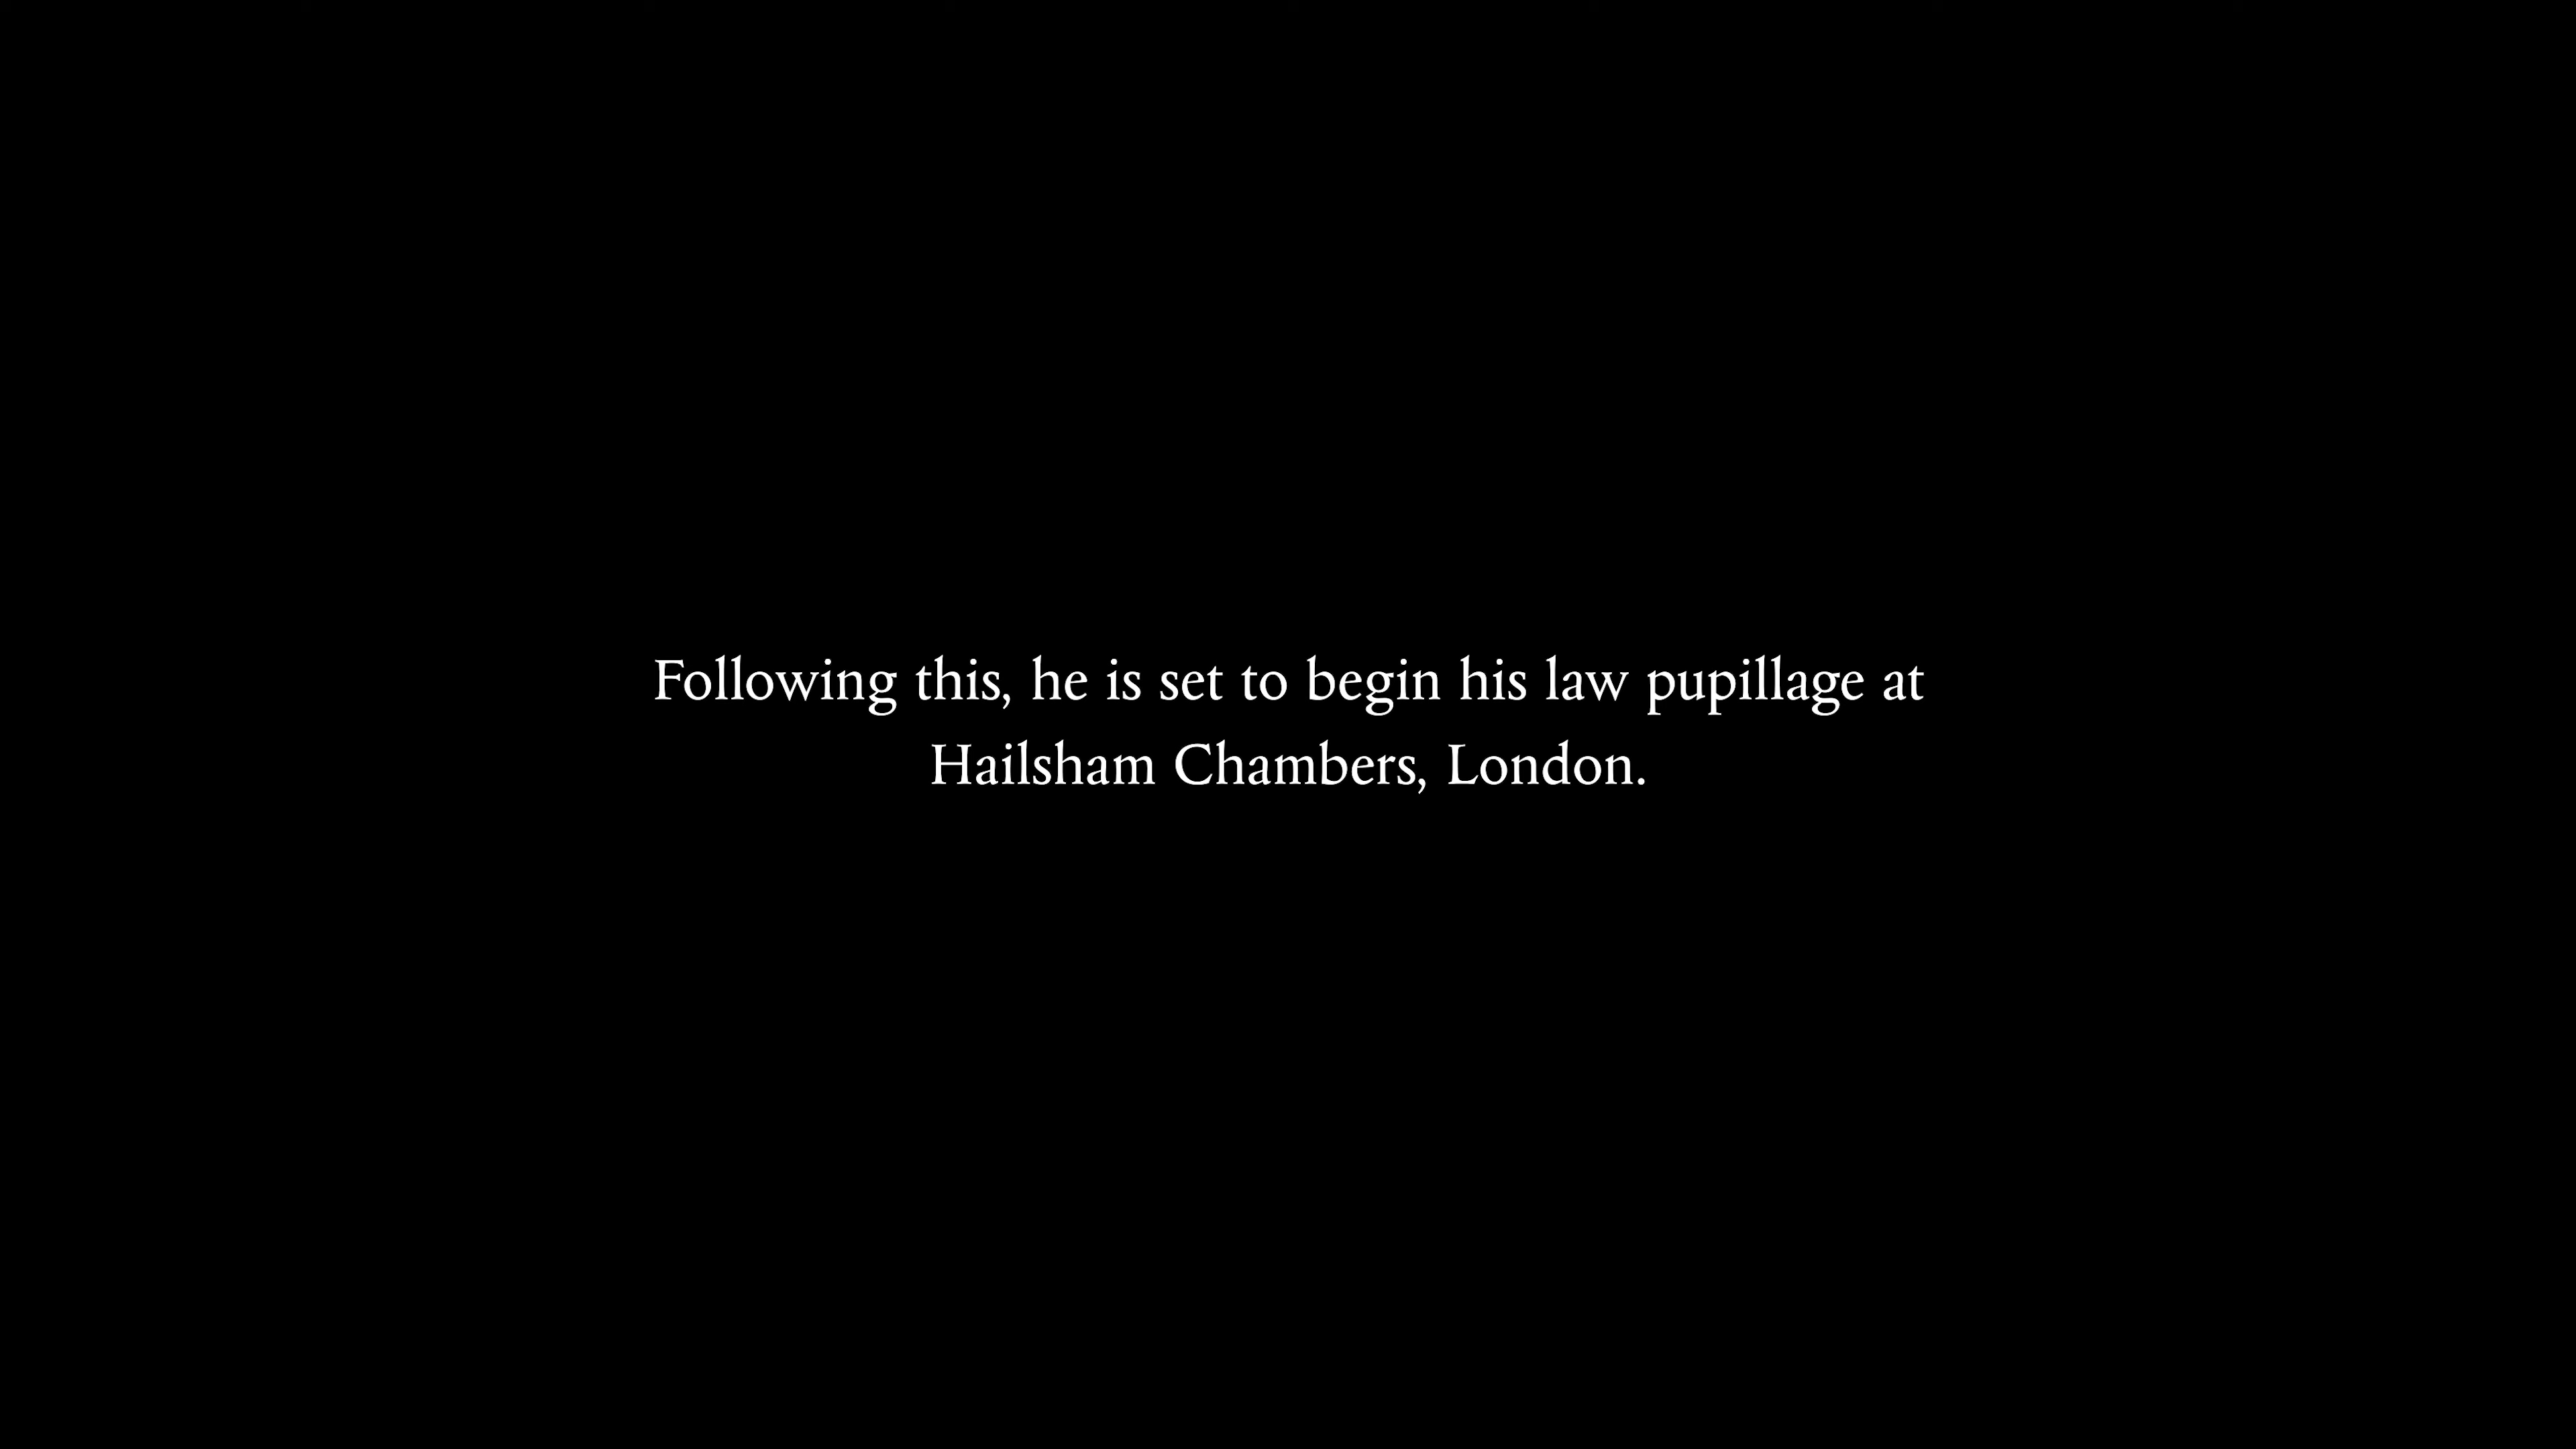 Following this, he is set to begin his law pupillage at
Hailsham Chambers, London.